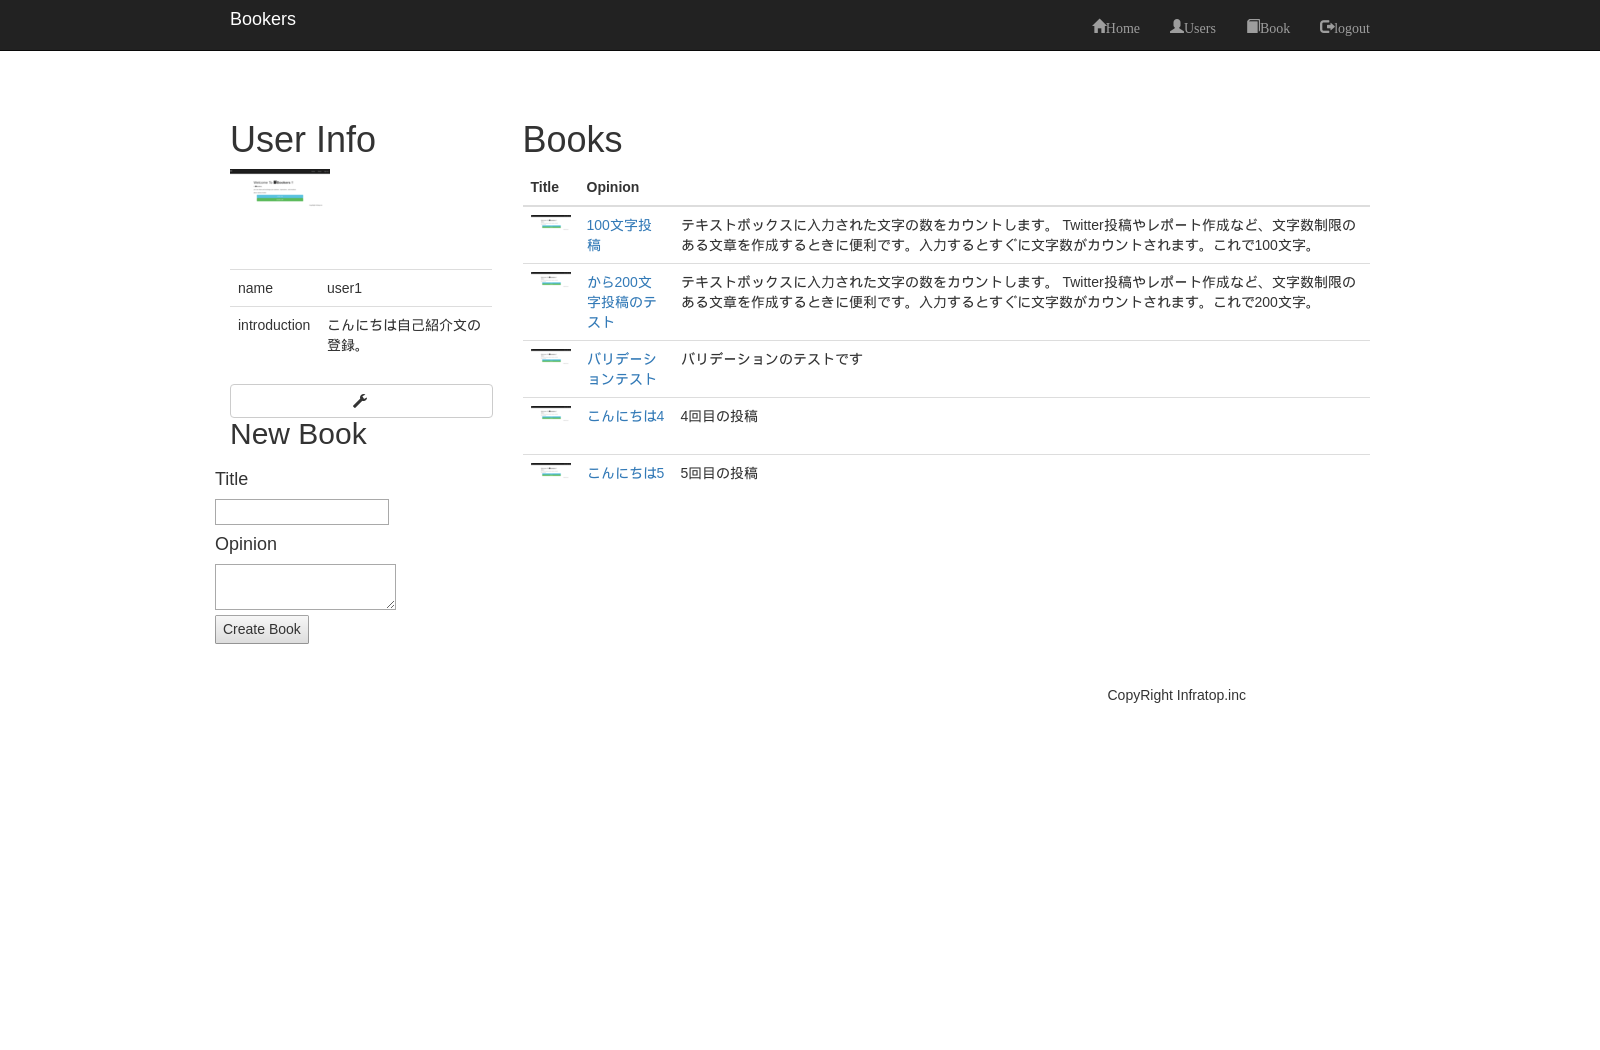 Bookers
Home Users Book logout
User Info
name user1
introduction こんにちは自己紹介文の
登録。
New Book
Title
Opinion
Create Book
Books
Title Opinion
100文字投 テキストボックスに入力された文字の数をカウントします。 Twitter投稿やレポート作成など、文字数制限の
稿 ある文章を作成するときに便利です。入力するとすぐに文字数がカウントされます。これで100文字。
から200文 テキストボックスに入力された文字の数をカウントします。 Twitter投稿やレポート作成など、文字数制限の
字投稿のテ ある文章を作成するときに便利です。入力するとすぐに文字数がカウントされます。これで200文字。
スト
バリデーシ バリデーションのテストです
ョンテスト
こんにちは4 4回目の投稿
こんにちは5 5回目の投稿
CopyRight Infratop.inc